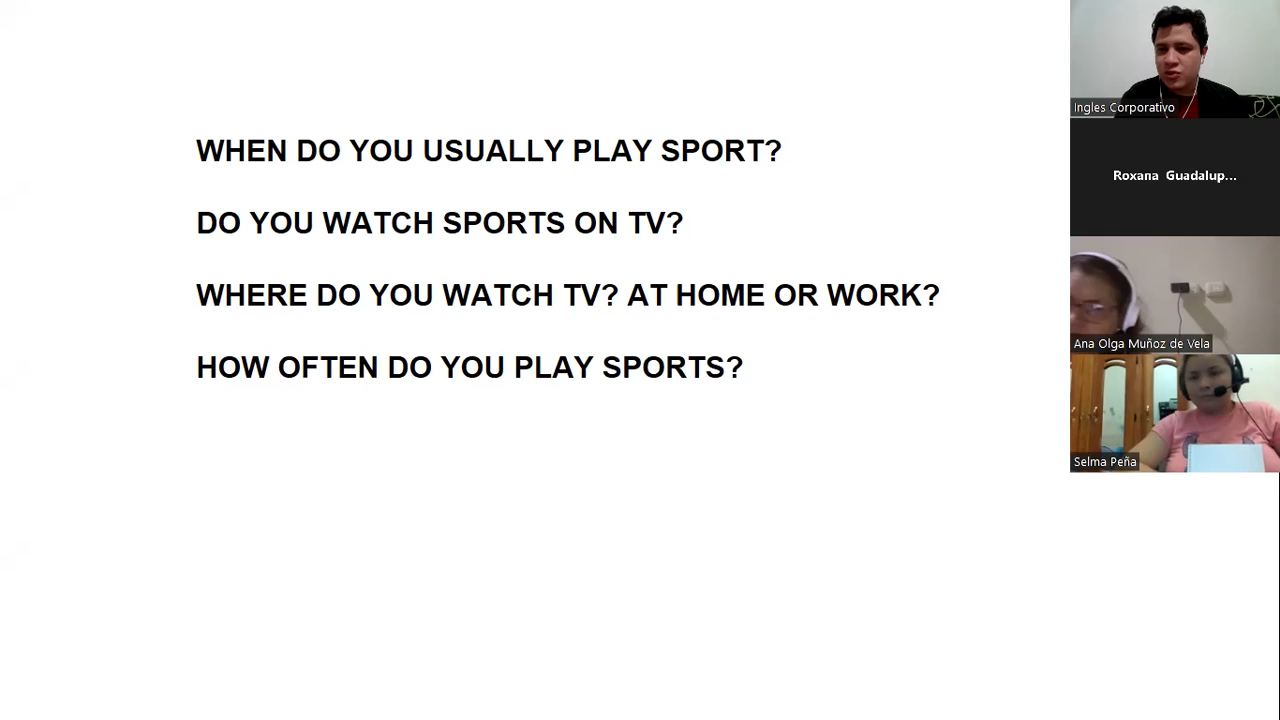 WHEN DO YOU USUALLY PLAY SPORT?
DO YOU WATCH SPORTS ON TV?
WHERE DO YOU WATCH TV? AT HOME OR WORK?
HOW OFTEN DO YOU PLAY SPORTS?
Ingles Corporativo
Roxana Guadalup...
Ana Olga Muñoz de Vela
Selma Peña